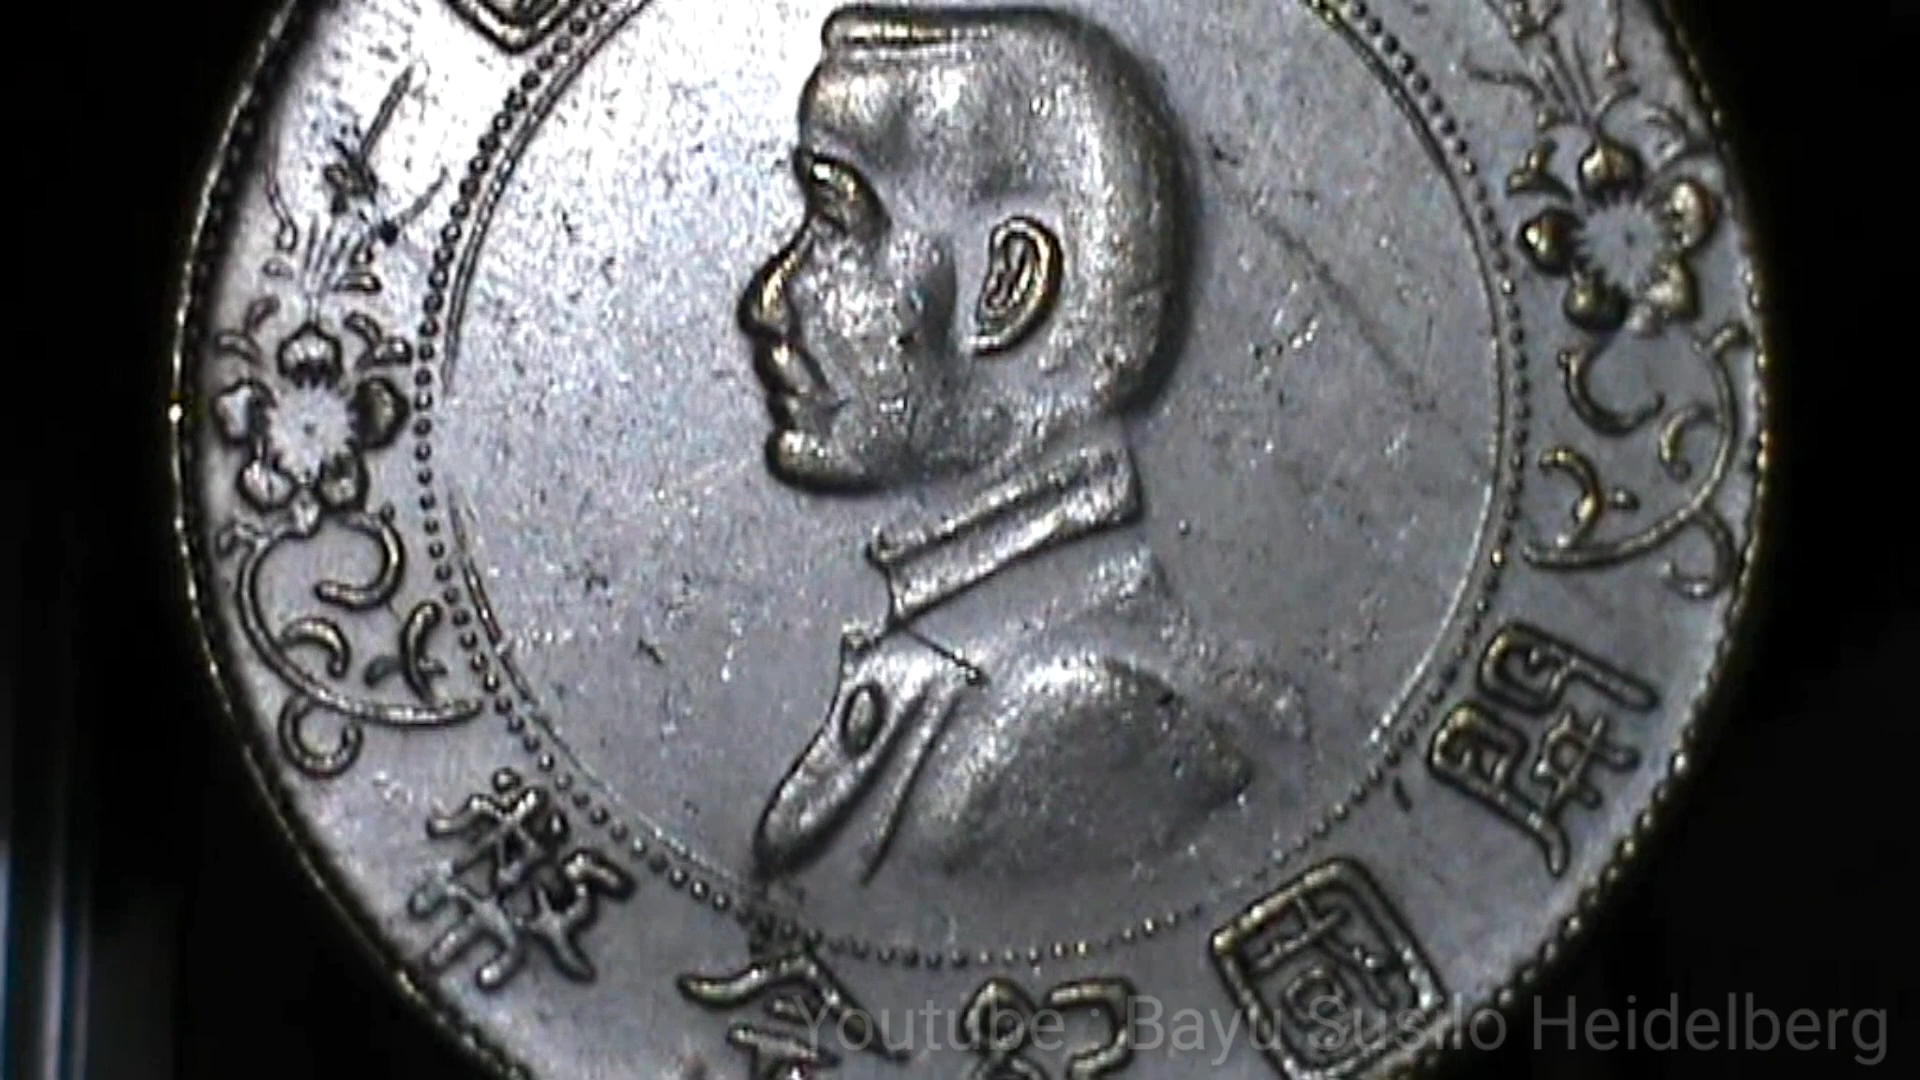 開國紀念幣
Youtube : Bayu Susilo Heidelberg